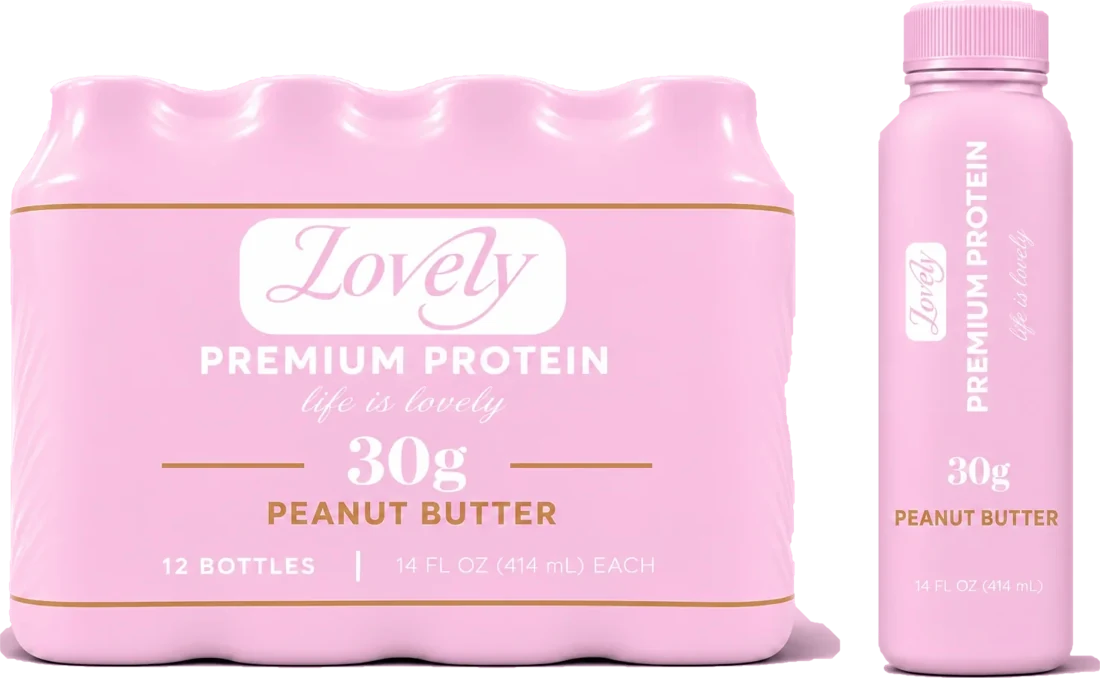 Lovely
PREMIUM PROTEIN
life is lovely
30g
PEANUT BUTTER
12 BOTTLES | 14 FL OZ (414 mL) EACH
Lovely
PREMIUM PROTEIN
life is lovely
30g
PEANUT BUTTER
14 FL OZ (414 mL)